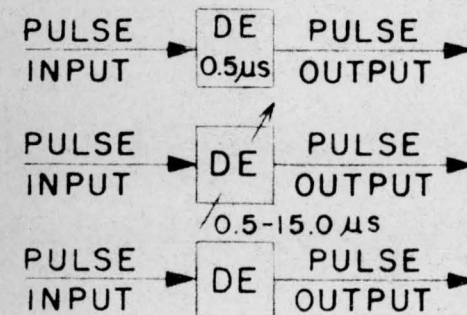 PULSE DE PULSE
INPUT 0.5μs OUTPUT
PULSE DE PULSE
INPUT OUTPUT
0.5-15.0 μs
PULSE DE PULSE
INPUT OUTPUT